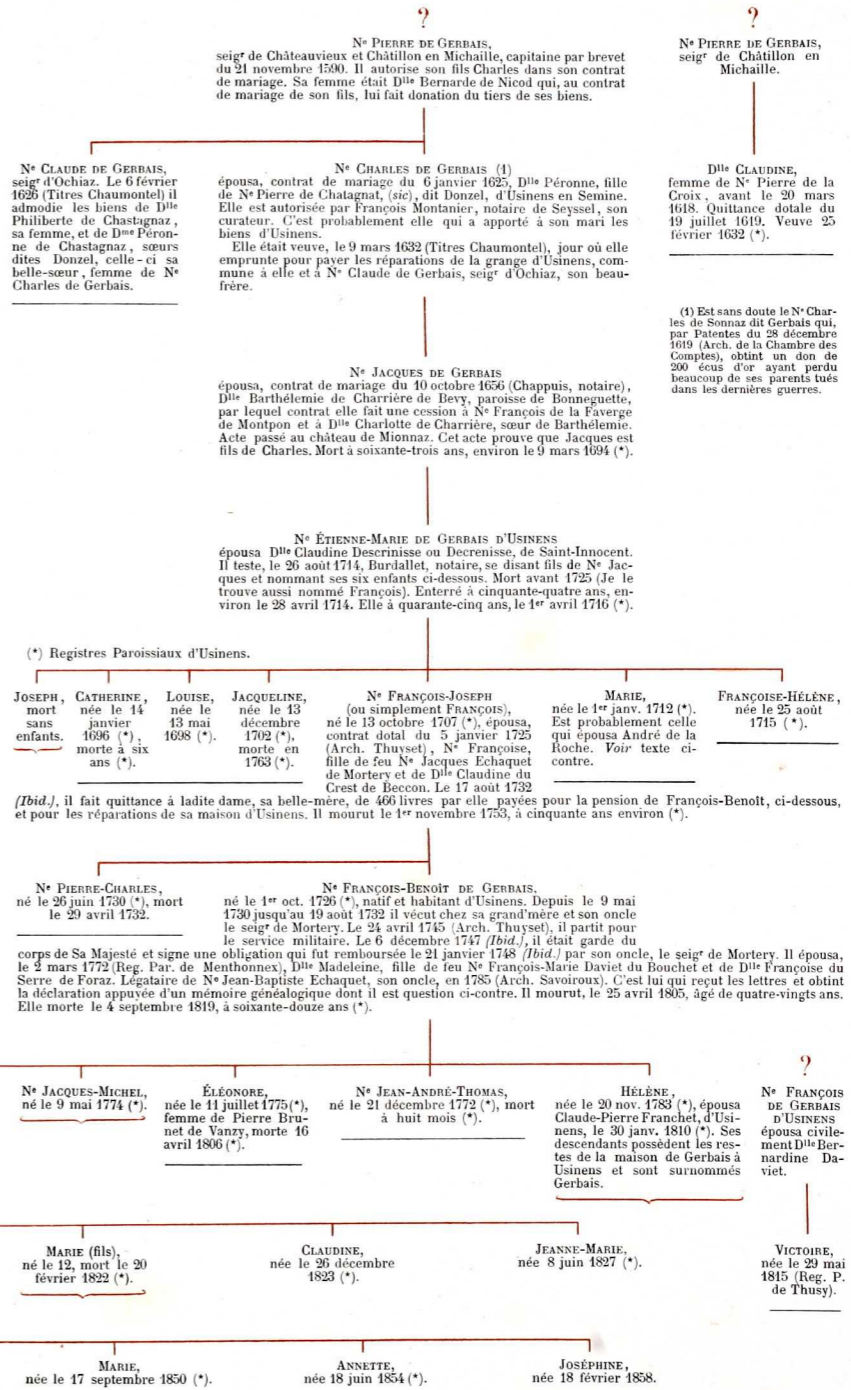 ?
Nᵉ PIERRE DE GERBAIS,
seigʳ de Châteauvieux et Châtillon en Michaille, capitaine par brevet
du 21 novembre 1590. Il autorise son fils Charles dans son contrat
de mariage. Sa femme était Dˡˡᵉ Bernarde de Nicod qui, au contrat
de mariage de son fils, lui fait donation du tiers de ses biens.
?
Nᵉ PIERRE DE GERBAIS,
seigʳ de Châtillon en
Michaille.
Nᵉ CLAUDE DE GERBAIS,
seigʳ d'Ochiaz. Le 6 février
1626 (Titres Chaumontel) il
admodie les biens de Dˡˡᵉ
Philiberte de Chastagnaz,
sa femme, et de Dᵐᵉ Péron-
ne de Chastagnaz, sœurs
dites Donzel, celle-ci sa
belle-sœur, femme de Nᵉ
Charles de Gerbais.
Nᵉ CHARLES DE GERBAIS (1)
épousa, contrat de mariage du 6 janvier 1625, Dˡˡᵉ Péronne, fille
de Nᵉ Pierre de Chatagnat, (sic), dit Donzel, d'Usinens en Semine.
Elle est autorisée par François Montanier, notaire de Seyssel, son
curateur. C'est probablement elle qui a apporté à son mari les
biens d'Usinens.
Elle était veuve, le 9 mars 1632 (Titres Chaumontel), jour où elle
emprunte pour payer les réparations de la grange d'Usinens, com-
mune à elle et à Nᵉ Claude de Gerbais, seigʳ d'Ochiaz, son beau-
frère.
Dˡˡᵉ CLAUDINE,
femme de Nᵉ Pierre de la
Croix, avant le 20 mars
1618. Quittance dotale du
19 juillet 1619. Veuve 25
février 1632 (*).
(1) Est sans doute le Nᵉ Char-
les de Sonnaz dit Gerbais qui,
par Patentes du 28 décembre
1619 (Arch. de la Chambre des
Comptes), obtint un don de
200 écus d'or ayant perdu
beaucoup de ses parents tués
dans les dernières guerres.
Nᵉ JACQUES DE GERBAIS
épousa, contrat de mariage du 10 octobre 1656 (Chappuis, notaire),
Dˡˡᵉ Barthélemie de Charrière de Bevy, paroisse de Bonneguette,
par lequel contrat elle fait une cession à Nᵉ François de la Faverge
de Montpon et à Dˡˡᵉ Charlotte de Charrière, sœur de Barthélemie.
Acte passé au château de Mionnaz. Cet acte prouve que Jacques est
fils de Charles. Mort à soixante-trois ans, environ le 9 mars 1694 (*).
Nᵉ ÉTIENNE-MARIE DE GERBAIS D'USINENS
épousa Dˡˡᵉ Claudine Descrinisse ou Decrenisse, de Saint-Innocent.
Il teste, le 26 août 1714, Burdallet, notaire, se disant fils de Nᵉ Jac-
ques et nommant ses six enfants ci-dessous. Mort avant 1725 (Je le
trouve aussi nommé François). Enterré à cinquante-quatre ans, en-
viron le 28 avril 1714. Elle à quarante-cinq ans, le 1ᵉʳ avril 1716 (*).
(*) Registres Paroissiaux d'Usinens.
JOSEPH,
mort
sans
enfants.
CATHERINE,
née le 14
janvier
1696 (*),
morte à six
ans (*).
LOUISE,
née le
13 mai
1698 (*).
JACQUELINE,
née le 13
décembre
1702 (*),
morte en
1763 (*).
Nᵉ FRANÇOIS-JOSEPH
(ou simplement FRANÇOIS),
né le 13 octobre 1707 (*), épousa,
contrat dotal du 5 janvier 1725
(Arch. Thuyset), Nᵉ Françoise,
fille de feu Nᵉ Jacques Echaquet
de Mortery et de Dˡˡᵉ Claudine du
Crest de Beccon. Le 17 août 1732
MARIE,
née le 1ᵉʳ janv. 1712 (*).
Est probablement celle
qui épousa André de la
Roche. Voir texte ci-
contre.
FRANÇOISE-HÉLÈNE,
née le 25 août
1715 (*).
(Ibid.), il fait quittance à ladite dame, sa belle-mère, de 466 livres par elle payées pour la pension de François-Benoît, ci-dessous,
et pour les réparations de sa maison d'Usinens. Il mourut le 1ᵉʳ novembre 1753, à cinquante ans environ (*).
Nᵉ PIERRE-CHARLES,
né le 26 juin 1730 (*), mort
le 29 avril 1732.
Nᵉ FRANÇOIS-BENOÎT DE GERBAIS.
né le 1ᵉʳ oct. 1726 (*), natif et habitant d'Usinens. Depuis le 9 mai
1730 jusqu'au 19 août 1732 il vécut chez sa grand'mère et son oncle
le seigʳ de Mortery. Le 24 avril 1745 (Arch. Thuyset), il partit pour
le service militaire. Le 6 décembre 1747 (Ibid.), il était garde du
corps de Sa Majesté et signe une obligation qui fut remboursée le 21 janvier 1748 (Ibid.) par son oncle, le seigʳ de Mortery. Il épousa,
le 2 mars 1772 (Reg. Par. de Menthonnex), Dˡˡᵉ Madeleine, fille de feu Nᵉ François-Marie Daviet du Bouchet et de Dˡˡᵉ Françoise du
Serre de Foraz. Légataire de Nᵉ Jean-Baptiste Echaquet, son oncle, en 1785 (Arch. Savoiroux). C'est lui qui reçut les lettres et obtint
la déclaration appuyée d'un mémoire généalogique dont il est question ci-contre. Il mourut, le 25 avril 1805, âgé de quatre-vingts ans.
Elle morte le 4 septembre 1819, à soixante-douze ans (*).
Nᵉ JACQUES-MICHEL,
né le 9 mai 1774 (*).
ÉLÉONORE,
née le 11 juillet 1775 (*),
femme de Pierre Bru-
net de Vanzy, morte 16
avril 1806 (*).
Nᵉ JEAN-ANDRÉ-THOMAS,
né le 21 décembre 1772 (*), mort
à huit mois (*).
HÉLÈNE,
née le 20 nov. 1783 (*), épousa
Claude-Pierre Franchet, d'Usi-
nens, le 30 janv. 1810 (*). Ses
descendants possèdent les res-
tes de la maison de Gerbais à
Usinens et sont surnommés
Gerbais.
?
Nᵉ FRANÇOIS
DE GERBAIS
D'USINENS
épousa civile-
ment Dˡˡᵉ Ber-
nardine Da-
viet.
MARIE (fils),
né le 12, mort le 20
février 1822 (*).
CLAUDINE,
née le 26 décembre
1823 (*).
JEANNE-MARIE,
née 8 juin 1827 (*).
VICTOIRE,
née le 29 mai
1815 (Reg. P.
de Thusy).
MARIE,
née le 17 septembre 1850 (*).
ANNETTE,
née 18 juin 1854 (*).
JOSÉPHINE,
née 18 février 1858.